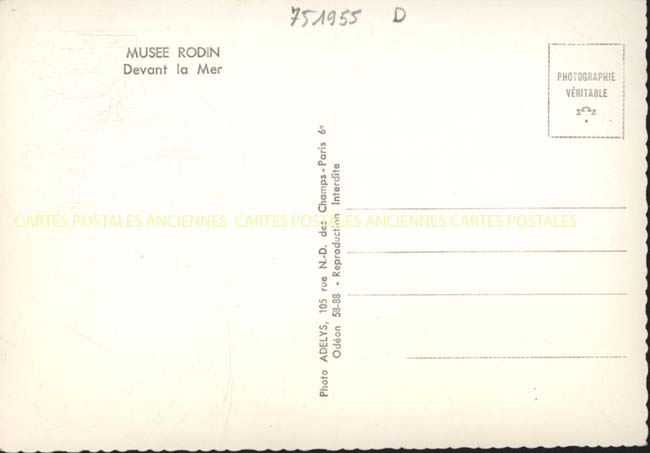 751955 D
MUSEE RODIN
Devant la Mer
PHOTOGRAPHIE
VÉRITABLE
Photo ADELYS, 105 rue N.-D. des Champs - Paris 6e
Odéon 58-88 - Reproduction Interdite
CARTES POSTALES ANCIENNES CARTES POSTALES ANCIENNES CARTES POSTALES